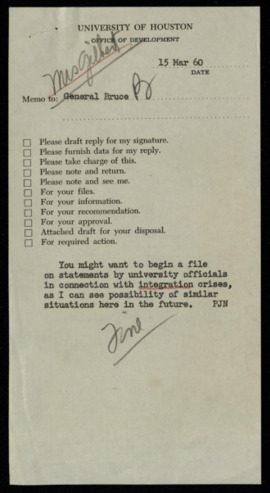 UNIVERSITY OF HOUSTON
OFFICE OF DEVELOPMENT
Mrs Gilbert
15 Mar 60
DATE
Memo to: General Bruce B
Please draft reply for my signature.
Please furnish data for my reply.
Please take charge of this.
Please note and return.
Please note and see me.
For your files.
For your information.
For your recommendation.
For your approval.
Attached draft for your disposal.
For required action.
You might want to begin a file
on statements by university officials
in connection with integration crises,
as I can see possibility of similar
situations here in the future. PJN
Fine